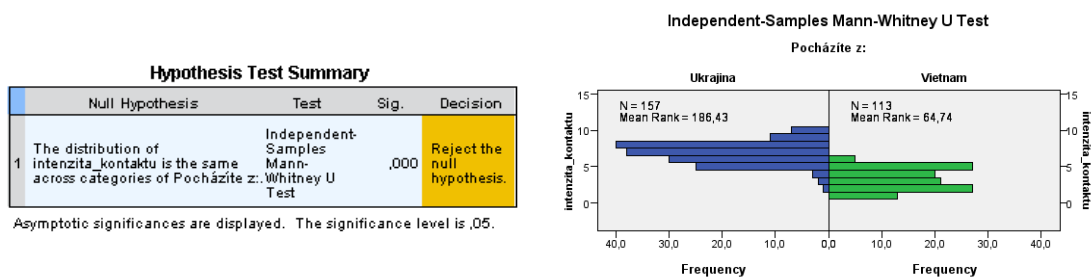 Hypothesis Test Summary
Null Hypothesis Test Sig. Decision
1 The distribution of intenzita_kontaktu is the same across categories of Pocházíte z:. Independent-Samples Mann-Whitney U Test ,000 Reject the null hypothesis.
Asymptotic significances are displayed. The significance level is ,05.
Independent-Samples Mann-Whitney U Test
Pocházíte z:
Ukrajina Vietnam
N = 157
Mean Rank = 186,43
N = 113
Mean Rank = 64,74
intenzita_kontaktu
15
10
5
0
15
10
5
0
intenzita_kontaktu
40,0 30,0 20,0 10,0 0,0 10,0 20,0 30,0 40,0
Frequency Frequency